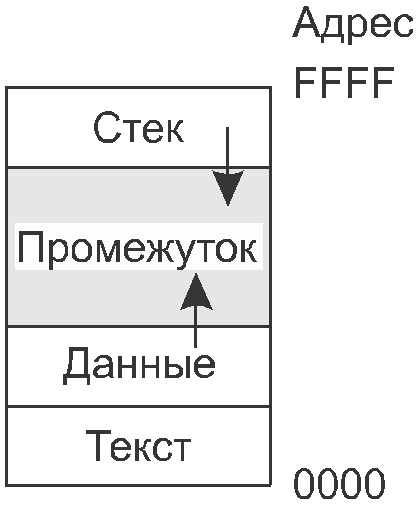 Адрес
FFFF
Стек
Промежуток
Данные
Текст
0000